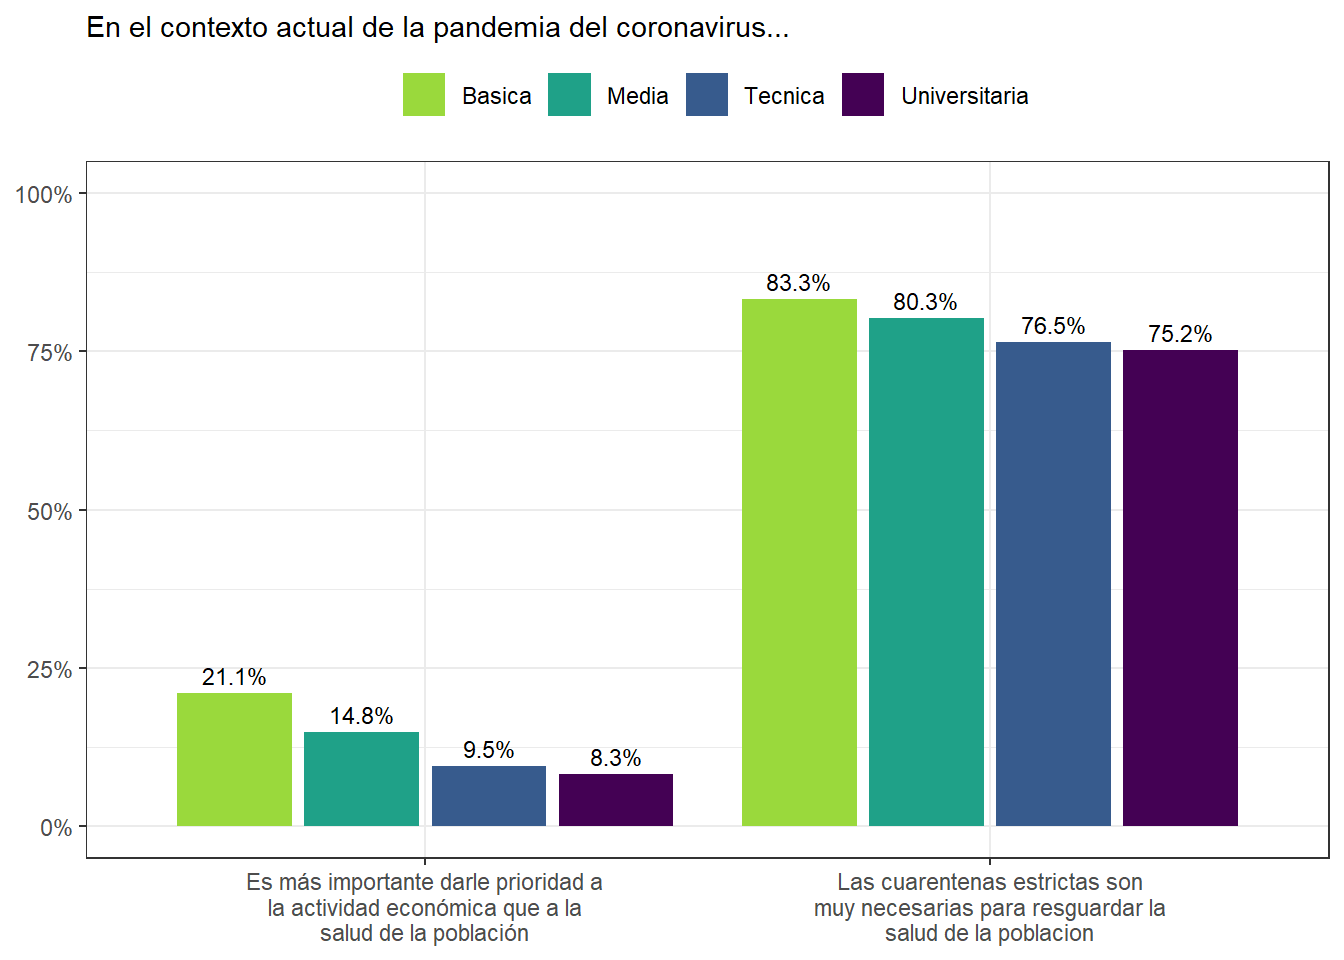 En el contexto actual de la pandemia del coronavirus...
Basica Media Tecnica Universitaria
100%
75%
50%
25%
0%
21.1%
14.8%
9.5%
8.3%
83.3%
80.3%
76.5%
75.2%
Es más importante darle prioridad a
la actividad económica que a la
salud de la población
Las cuarentenas estrictas son
muy necesarias para resguardar la
salud de la poblacion